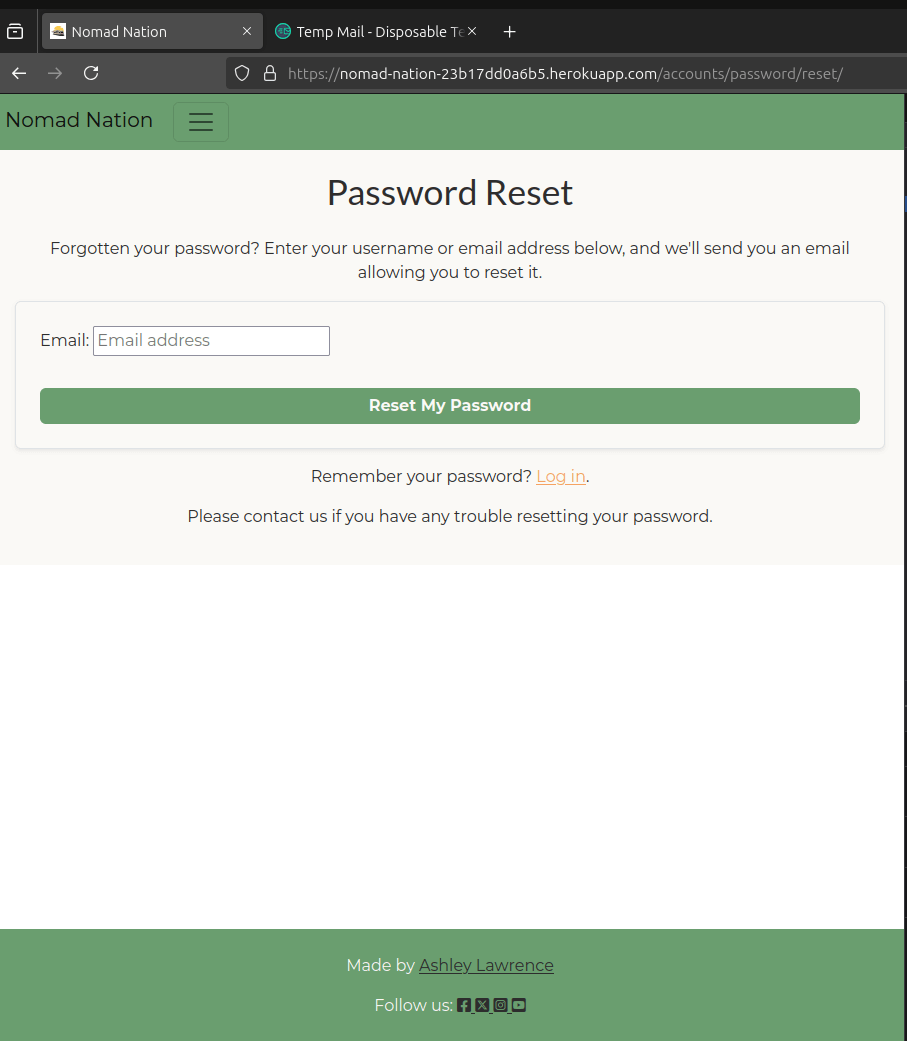 Nomad Nation
Temp Mail - Disposable Te
https://nomad-nation-23b17dd0a6b5.herokuapp.com/accounts/password/reset/
Nomad Nation
Password Reset
Forgotten your password? Enter your username or email address below, and we'll send you an email
allowing you to reset it.
Email: Email address
Reset My Password
Remember your password? Log in.
Please contact us if you have any trouble resetting your password.
Made by Ashley Lawrence
Follow us: